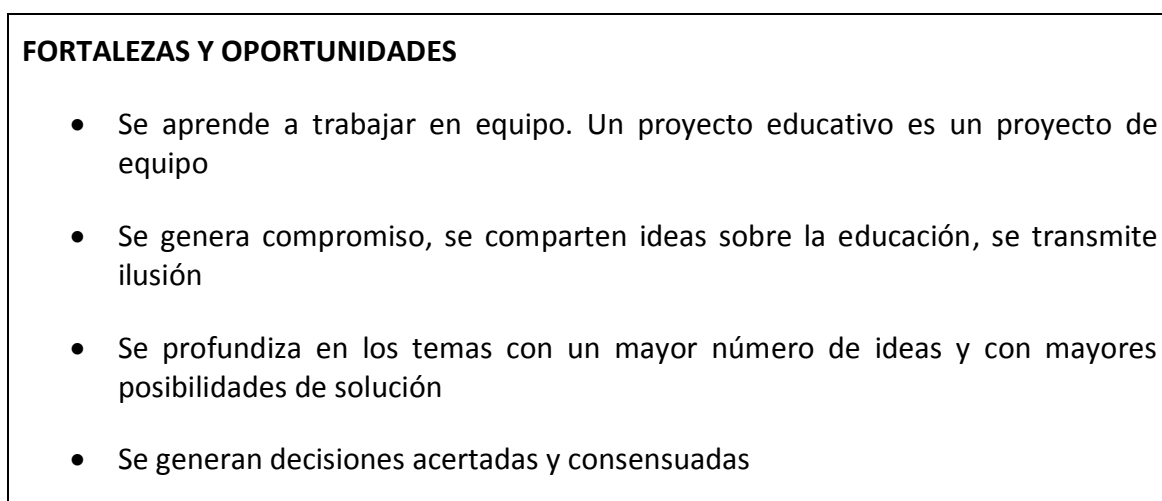 FORTALEZAS Y OPORTUNIDADES
• Se aprende a trabajar en equipo. Un proyecto educativo es un proyecto de
equipo
• Se genera compromiso, se comparten ideas sobre la educación, se transmite
ilusión
• Se profundiza en los temas con un mayor número de ideas y con mayores
posibilidades de solución
• Se generan decisiones acertadas y consensuadas